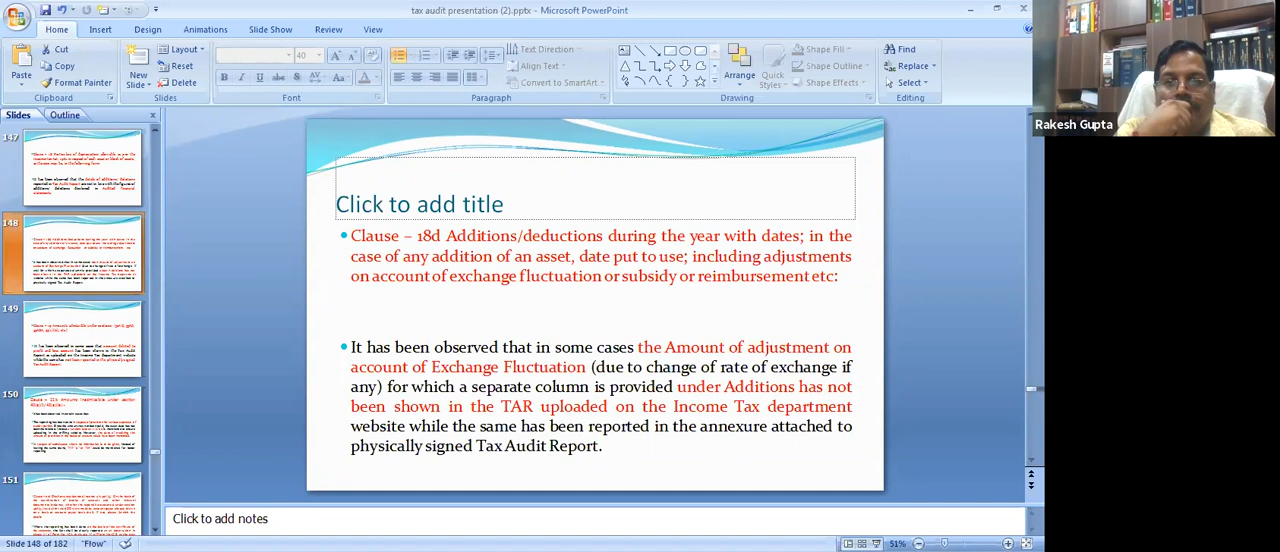 tax audit presentation (2).pptx - Microsoft PowerPoint
Home Insert Design Animations Slide Show Review View
Cut
Copy
Format Painter
Paste
Clipboard
New
Slide
Layout
Reset
Delete
Slides
40
Font
Text Direction
Align Text
Convert to SmartArt
Paragraph
Arrange
Quick
Styles
Shape Fill
Shape Outline
Shape Effects
Drawing
Find
Replace
Select
Editing
Rakesh Gupta
Slides Outline
147
148
149
150
151
Click to add title
Clause – 18d Additions/deductions during the year with dates; in the
case of any addition of an asset, date put to use; including adjustments
on account of exchange fluctuation or subsidy or reimbursement etc:
It has been observed that in some cases the Amount of adjustment on
account of Exchange Fluctuation (due to change of rate of exchange if
any) for which a separate column is provided under Additions has not
been shown in the TAR uploaded on the Income Tax department
website while the same has been reported in the annexure attached to
physically signed Tax Audit Report.
Click to add notes
Slide 148 of 182 "Flow" 51%